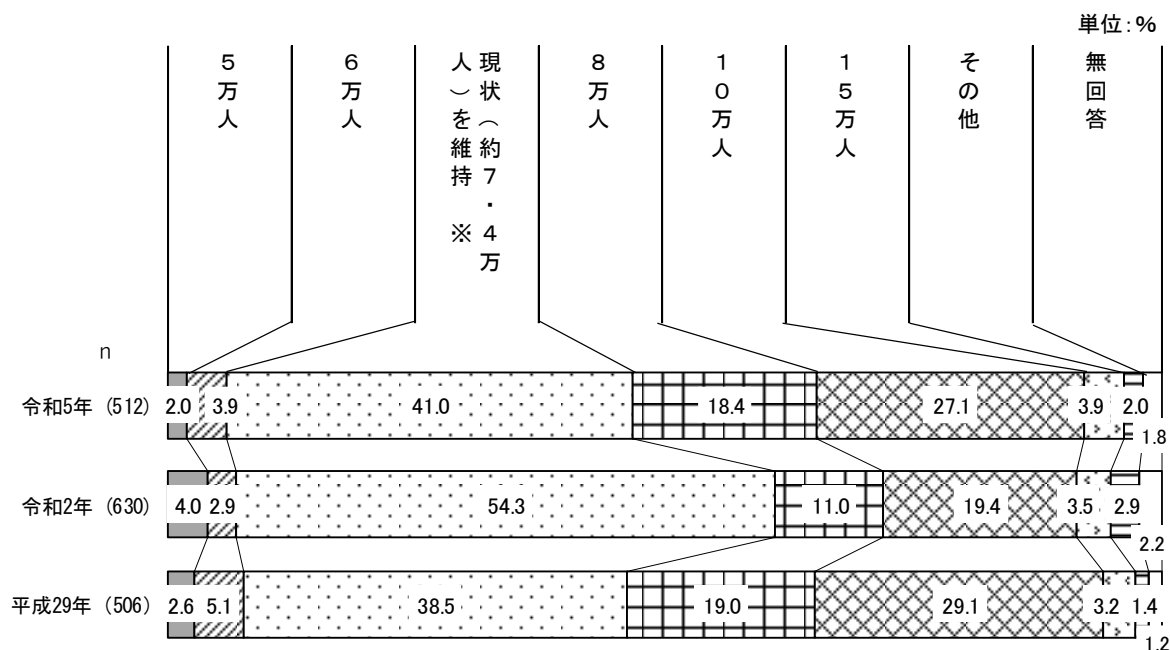 単位:%
5万人
6万人
現状(約7・4万
人)を維持 ※
8万人
10万人
15万人
その他
無回答
n
令和5年 (512) 2.0 3.9 41.0 18.4 27.1 3.9 2.0
1.8
令和2年 (630) 4.0 2.9 54.3 11.0 19.4 3.5 2.9
2.2
平成29年 (506) 2.6 5.1 38.5 19.0 29.1 3.2 1.4
1.2